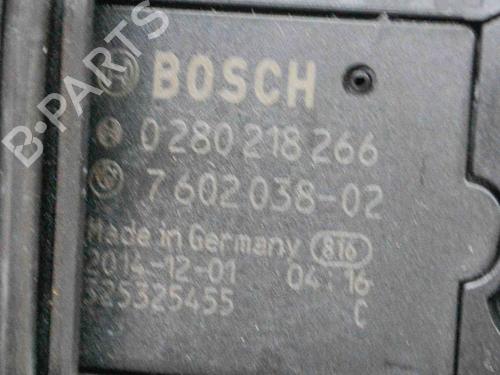 B-PARTS
BOSCH
0 280 218 266
7 602 038-02
Made in Germany 816
2014-12-01 04:16
325325455 C